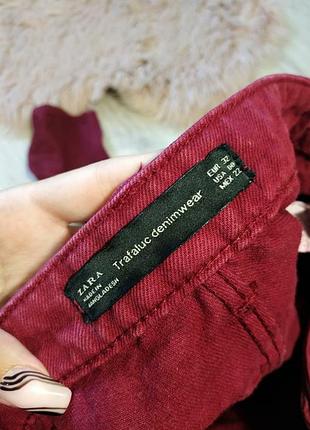 ZARA
MADE IN
BANGLADESH
Trafaluc denimwear
EUR 32
USA 00
MEX 22